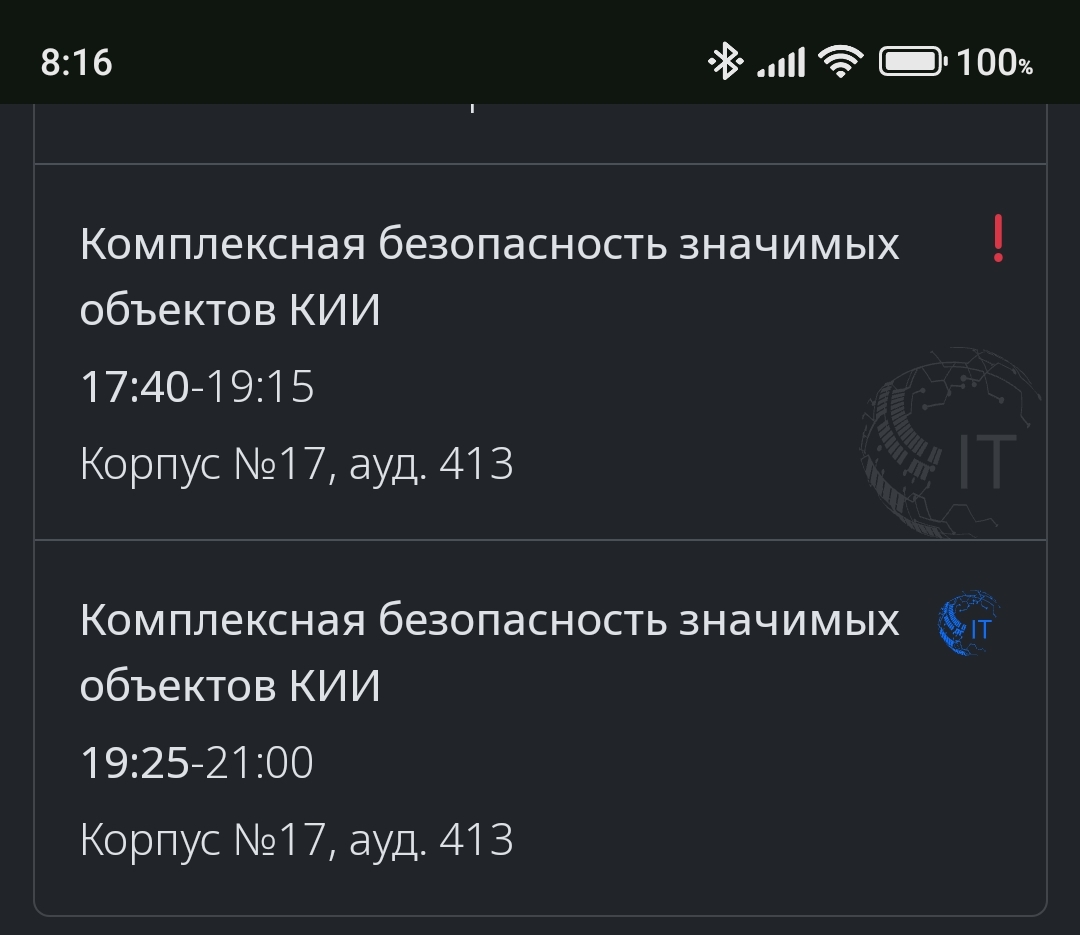 8:16
100%
Комплексная безопасность значимых
объектов КИИ
17:40-19:15
Корпус №17, ауд. 413
IT
Комплексная безопасность значимых
IT
объектов КИИ
19:25-21:00
Корпус №17, ауд. 413